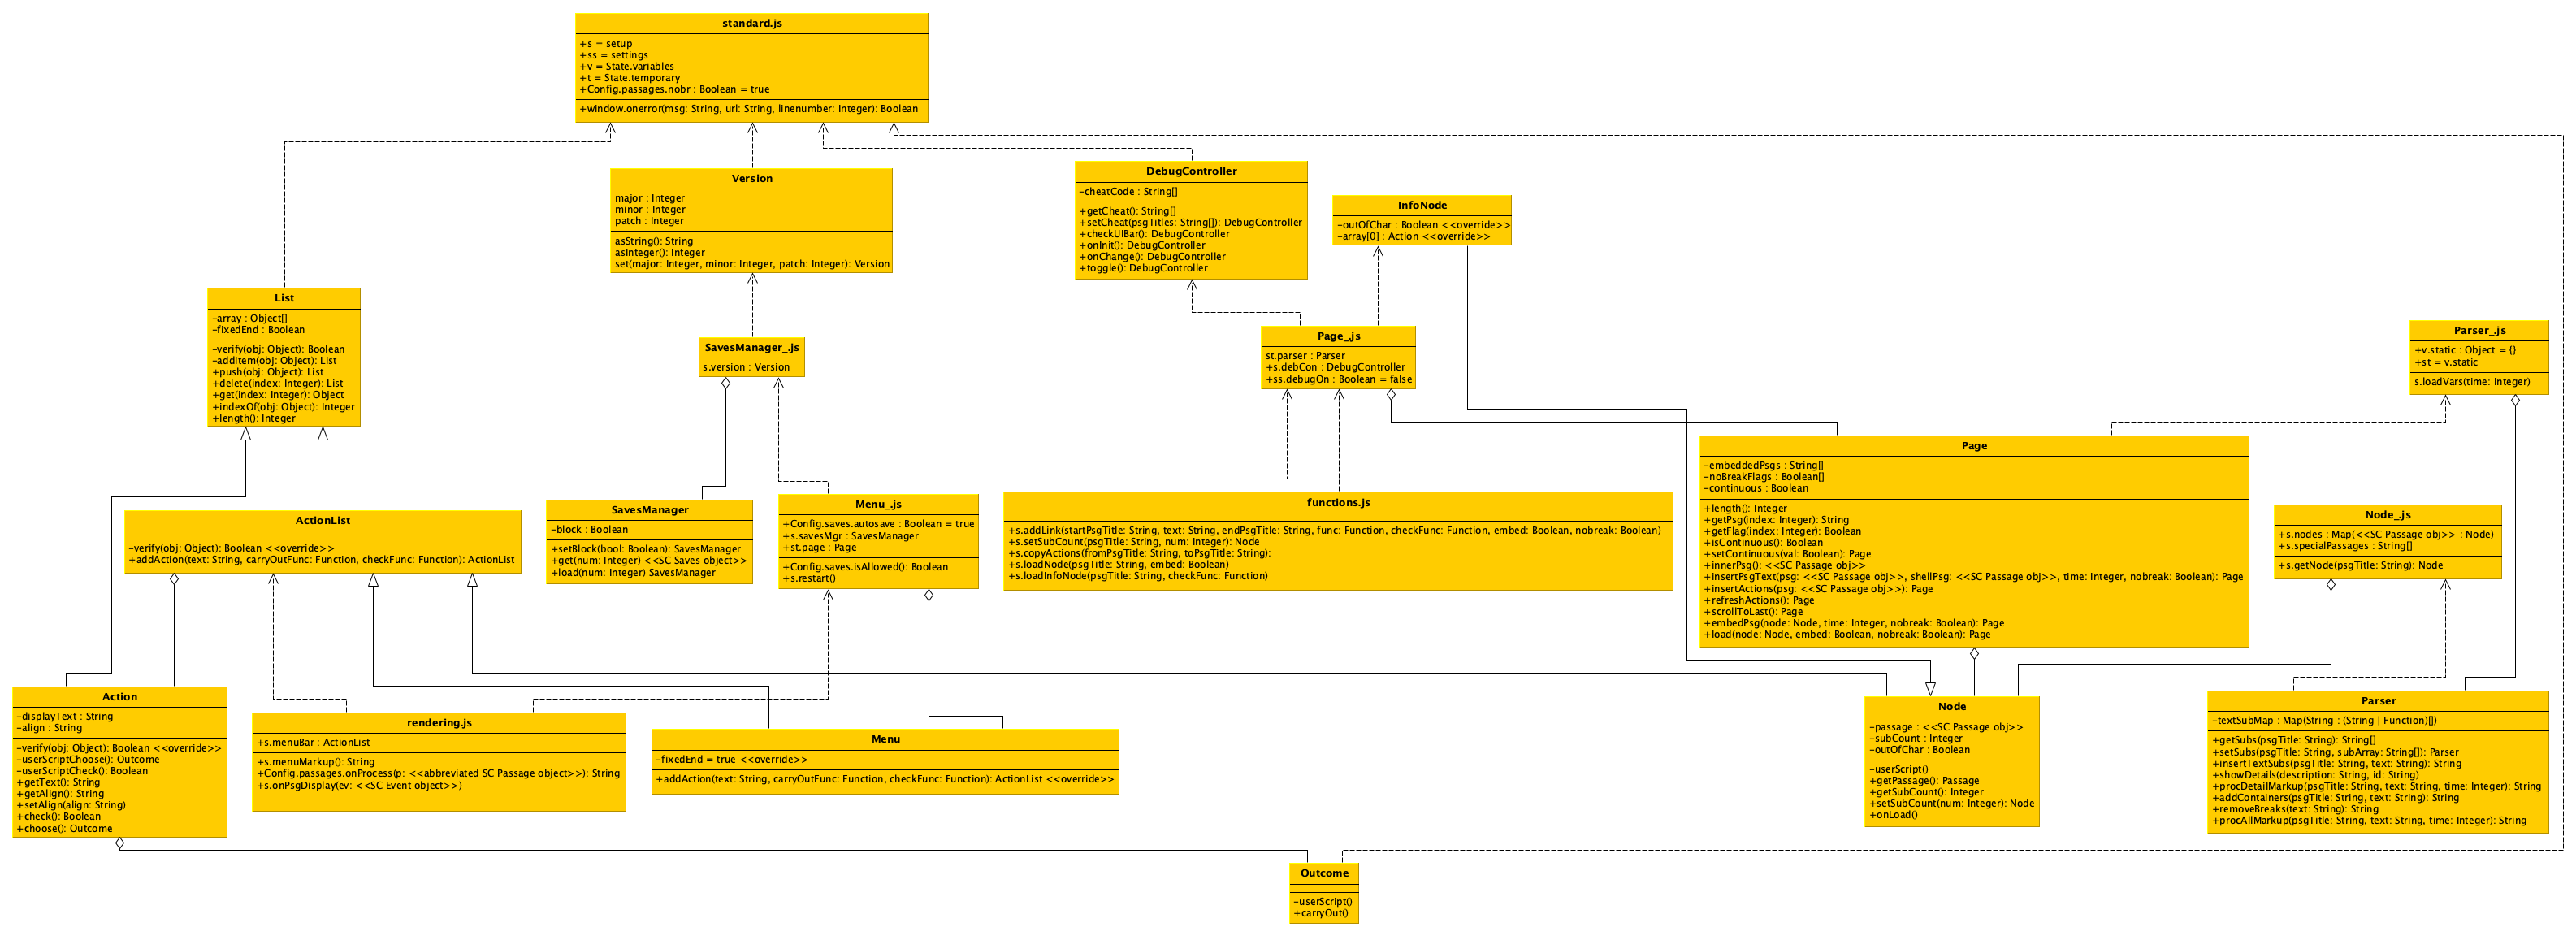 standard.js
+s = setup
+ss = settings
+v = State.variables
+t = State.temporary
+Config.passages.nobr : Boolean = true
+window.onerror(msg: String, url: String, linenumber: Integer): Boolean
Version
major : Integer
minor : Integer
patch : Integer
asString(): String
asInteger(): Integer
set(major: Integer, minor: Integer, patch: Integer): Version
DebugController
-cheatCode : String[]
+getCheat(): String[]
+setCheat(psgTitles: String[]): DebugController
+checkUIBar(): DebugController
+onInit(): DebugController
+onChange(): DebugController
+toggle(): DebugController
InfoNode
-outOfChar : Boolean <<override>>
-array[0] : Action <<override>>
List
-array : Object[]
-fixedEnd : Boolean
-verify(obj: Object): Boolean
-addItem(obj: Object): List
+push(obj: Object): List
+delete(index: Integer): List
+get(index: Integer): Object
+indexOf(obj: Object): Integer
+length(): Integer
SavesManager_.js
s.version : Version
Page_.js
st.parser : Parser
+s.debCon : DebugController
+ss.debugOn : Boolean = false
Parser_.js
+v.static : Object = {}
+st = v.static
s.loadVars(time: Integer)
Page
-embeddedPsgs : String[]
-noBreakFlags : Boolean[]
-continuous : Boolean
+length(): Integer
+getPsg(index: Integer): String
+getFlag(index: Integer): Boolean
+isContinuous(): Boolean
+setContinuous(val: Boolean): Page
+innerPsg(): <<SC Passage obj>>
+insertPsgText(psg: <<SC Passage obj>>, shellPsg: <<SC Passage obj>>, time: Integer, nobreak: Boolean): Page
+insertActions(psg: <<SC Passage obj>>): Page
+refreshActions(): Page
+scrollToLast(): Page
+embedPsg(node: Node, time: Integer, nobreak: Boolean): Page
+load(node: Node, embed: Boolean, nobreak: Boolean): Page
ActionList
-verify(obj: Object): Boolean <<override>>
+addAction(text: String, carryOutFunc: Function, checkFunc: Function): ActionList
SavesManager
-block : Boolean
+setBlock(bool: Boolean): SavesManager
+get(num: Integer) <<SC Saves object>>
+load(num: Integer) SavesManager
Menu_.js
+Config.saves.autosave : Boolean = true
+s.savesMgr : SavesManager
+st.page : Page
+Config.saves.isAllowed(): Boolean
+s.restart()
functions.js
+s.addLink(startPsgTitle: String, text: String, endPsgTitle: String, func: Function, checkFunc: Function, embed: Boolean, nobreak: Boolean)
+s.setSubCount(psgTitle: String, num: Integer): Node
+s.copyActions(fromPsgTitle: String, toPsgTitle: String):
+s.loadNode(psgTitle: String, embed: Boolean)
+s.loadInfoNode(psgTitle: String, checkFunc: Function)
Node_.js
+s.nodes : Map(<<SC Passage obj>> : Node)
+s.specialPassages : String[]
+s.getNode(psgTitle: String): Node
Action
-displayText : String
-align : String
-verify(obj: Object): Boolean <<override>>
-userScriptChoose(): Outcome
-userScriptCheck(): Boolean
+getText(): String
+getAlign(): String
+setAlign(align: String)
+check(): Boolean
+choose(): Outcome
rendering.js
+s.menuBar : ActionList
+s.menuMarkup(): String
+Config.passages.onProcess(p: <<abbreviated SC Passage object>>): String
+s.onPsgDisplay(ev: <<SC Event object>>)
Menu
-fixedEnd = true <<override>>
+addAction(text: String, carryOutFunc: Function, checkFunc: Function): ActionList <<override>>
Node
-passage : <<SC Passage obj>>
-subCount : Integer
-outOfChar : Boolean
-userScript()
+getPassage(): Passage
+getSubCount(): Integer
+setSubCount(num: Integer): Node
+onLoad()
Parser
-textSubMap : Map(String : (String | Function)[])
+getSubs(psgTitle: String): String[]
+setSubs(psgTitle: String, subArray: String[]): Parser
+insertTextSubs(psgTitle: String, text: String): String
+showDetails(description: String, id: String)
+procDetailMarkup(psgTitle: String, text: String, time: Integer): String
+addContainers(psgTitle: String, text: String): String
+removeBreaks(text: String): String
+procAllMarkup(psgTitle: String, text: String, time: Integer): String
Outcome
-userScript()
+carryOut()